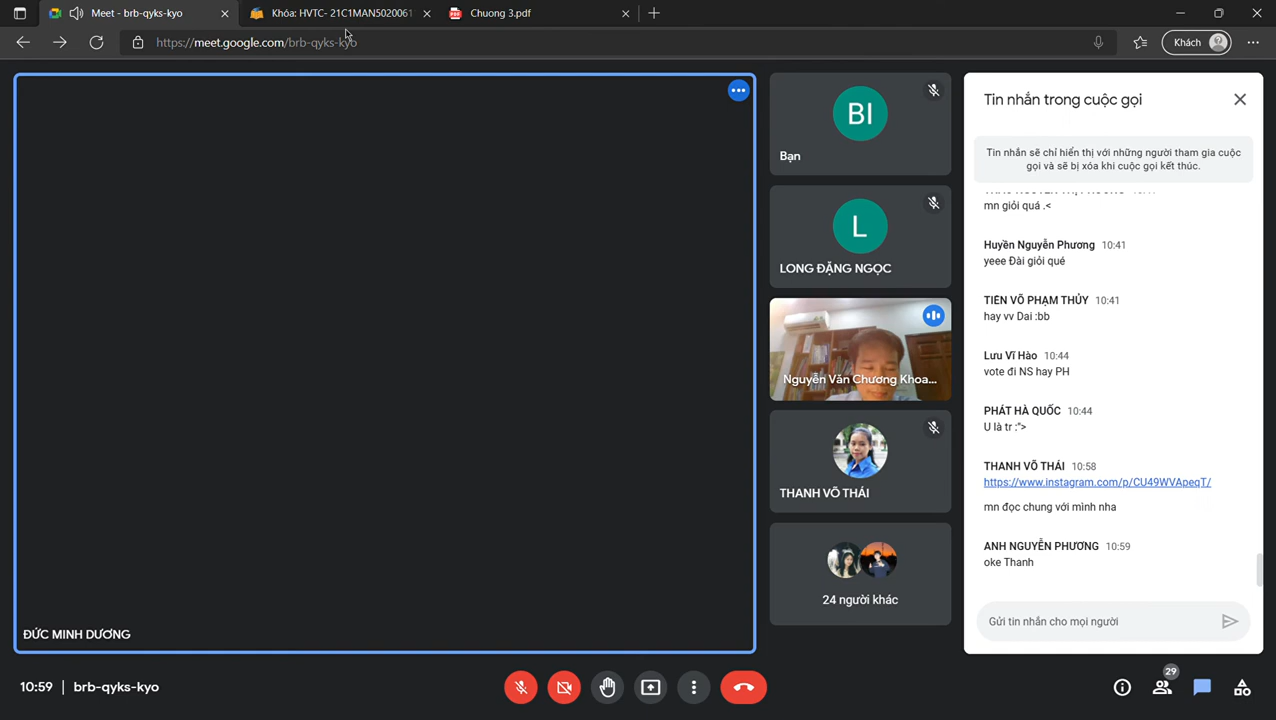 Meet - brb-qyks-kyo
Khóa: HVTC- 21C1MAN5020061
Chuong 3.pdf
https://meet.google.com/brb-qyks-kyo
Khách
ĐỨC MINH DƯƠNG
BI
Bạn
L
LONG ĐẶNG NGỌC
Nguyễn Văn Chương Khoa...
THANH VÕ THÁI
24 người khác
Tin nhắn trong cuộc gọi
Tin nhắn sẽ chỉ hiển thị với những người tham gia cuộc
gọi và sẽ bị xóa khi cuộc gọi kết thúc.
mn giỏi quá .<
Huyền Nguyễn Phương 10:41
yeee Đài giỏi qué
TIÊN VÕ PHẠM THỦY 10:41
hay vv Dai :bb
Lưu Vĩ Hào 10:44
vote đi NS hay PH
PHÁT HÀ QUỐC 10:44
U là tr :">
THANH VÕ THÁI 10:58
https://www.instagram.com/p/CU49WVApeqT/
mn đọc chung với mình nha
ANH NGUYỄN PHƯƠNG 10:59
oke Thanh
Gửi tin nhắn cho mọi người
10:59 | brb-qyks-kyo
29